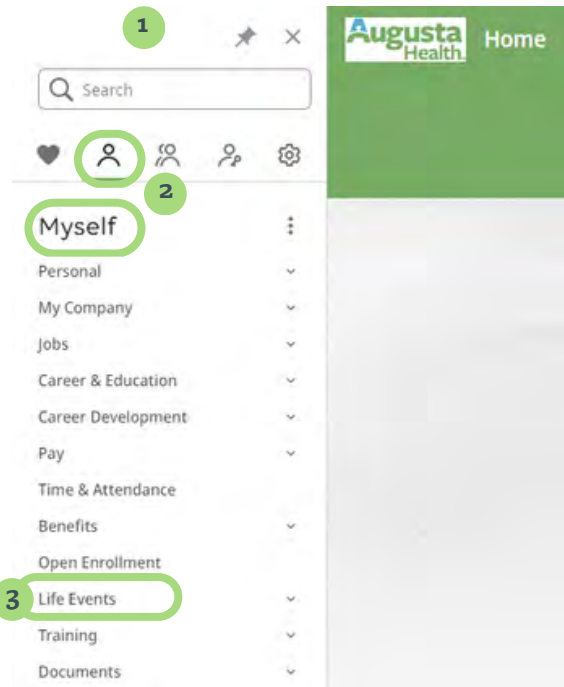 1
Augusta
Health.
Home
Search
2
Myself
Personal
My Company
Jobs
Career & Education
Career Development
Pay
Time & Attendance
Benefits
Open Enrollment
3
Life Events
Training
Documents